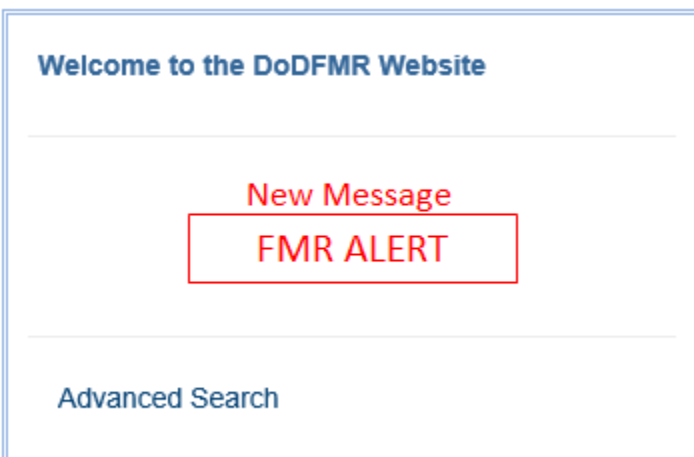 Welcome to the DoDFMR Website
New Message
FMR ALERT
Advanced Search